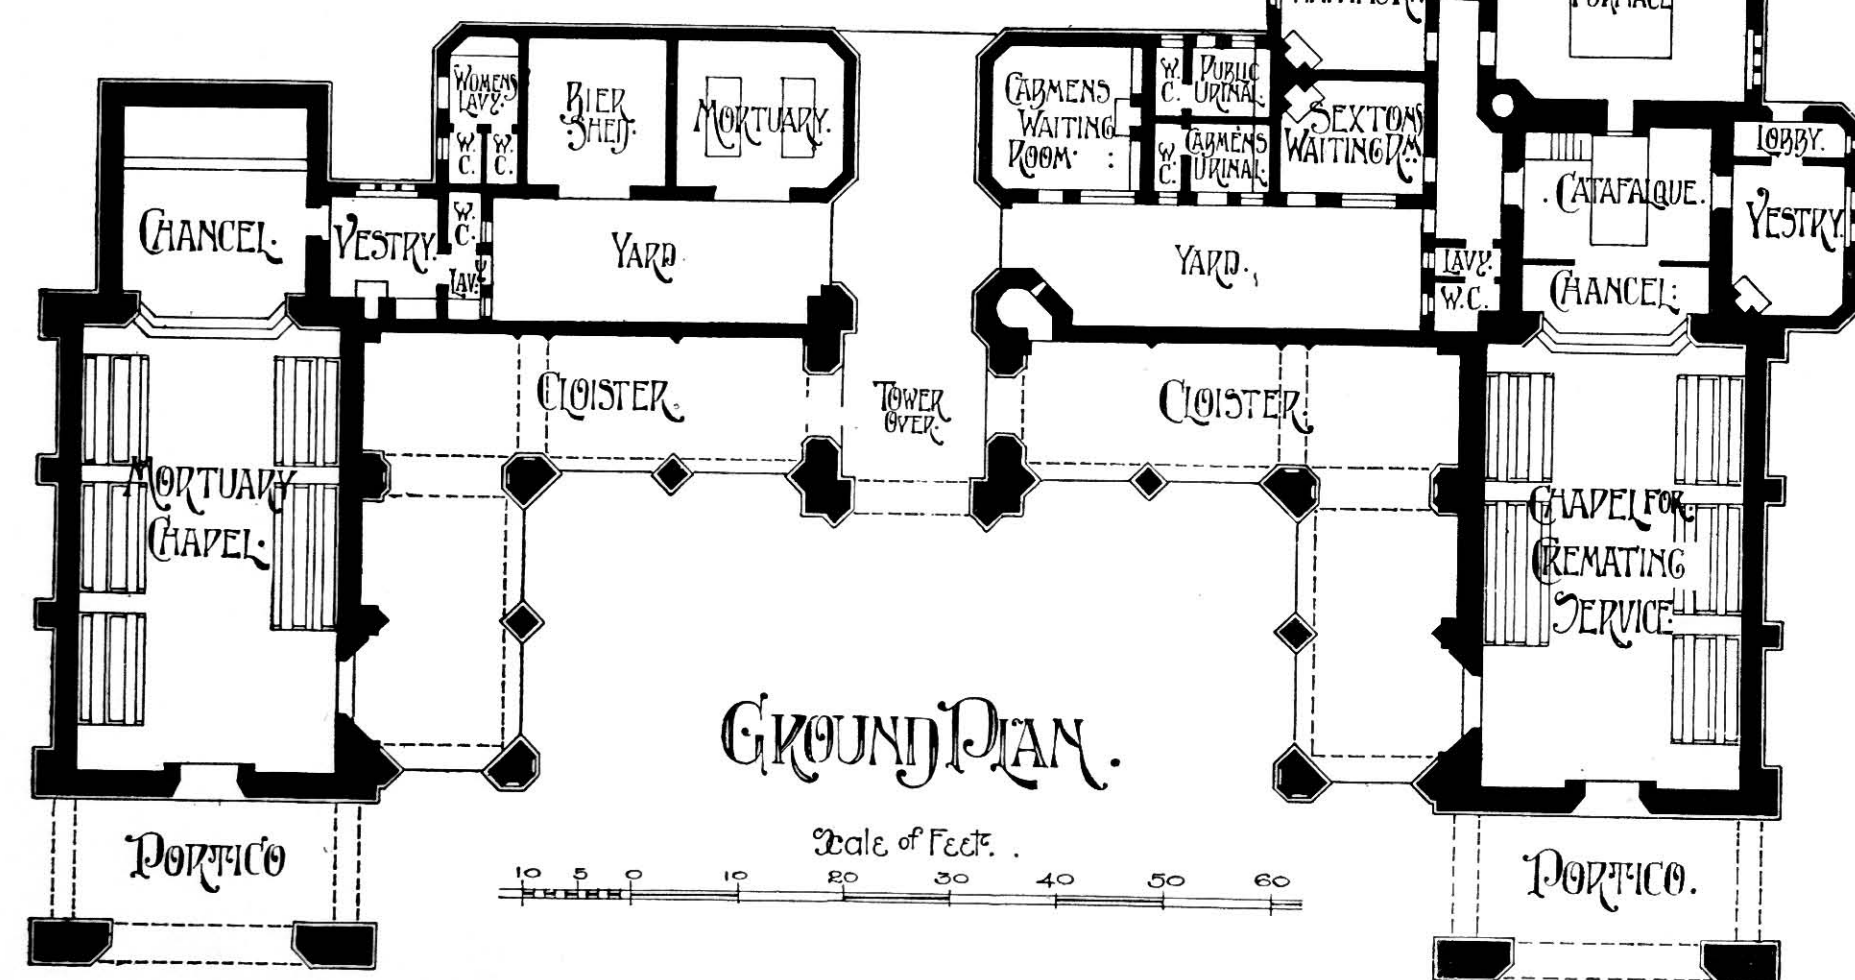 FURNACE
WOMENS
LAVY.
W.
C.
W.
C.
BIER
SHED.
MORTUARY.
CARMENS
WAITING
ROOM.
W.
C.
PUBLIC
URINAL.
W.
C.
CARMENS
URINAL.
SEXTONS
WAITING RM.
LOBBY.
CATAFALQUE.
VESTRY.
CHANCEL.
VESTRY.
W.
C.
LAV.
YARD.
YARD.
LAVY.
W.C.
CHANCEL:
CLOISTER.
TOWER
OVER.
CLOISTER.
MORTUARY
CHAPEL.
CHAPEL FOR
CREMATING
SERVICE
GROUND PLAN.
Scale of Feet.
10 5 0 10 20 30 40 50 60
PORTICO
PORTICO.